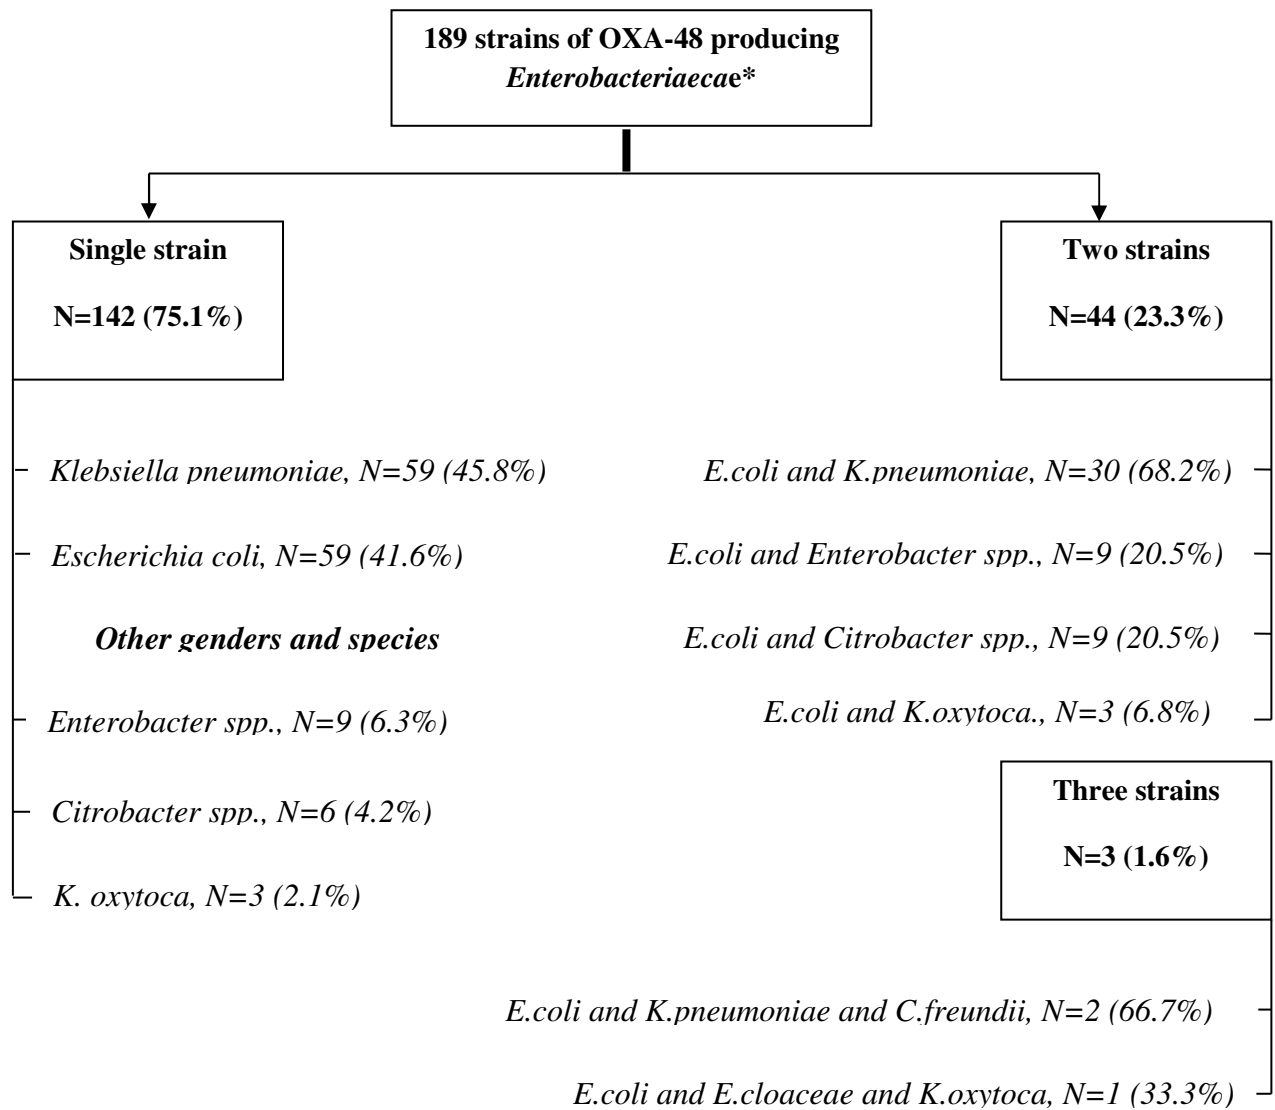 189 strains of OXA-48 producing
Enterobacteriaecae*
Single strain
N=142 (75.1%)
Klebsiella pneumoniae, N=59 (45.8%)
Escherichia coli, N=59 (41.6%)
Other genders and species
Enterobacter spp., N=9 (6.3%)
Citrobacter spp., N=6 (4.2%)
K. oxytoca, N=3 (2.1%)
Two strains
N=44 (23.3%)
E.coli and K.pneumoniae, N=30 (68.2%)
E.coli and Enterobacter spp., N=9 (20.5%)
E.coli and Citrobacter spp., N=9 (20.5%)
E.coli and K.oxytoca., N=3 (6.8%)
Three strains
N=3 (1.6%)
E.coli and K.pneumoniae and C.freundii, N=2 (66.7%)
E.coli and E.cloaceae and K.oxytoca, N=1 (33.3%)